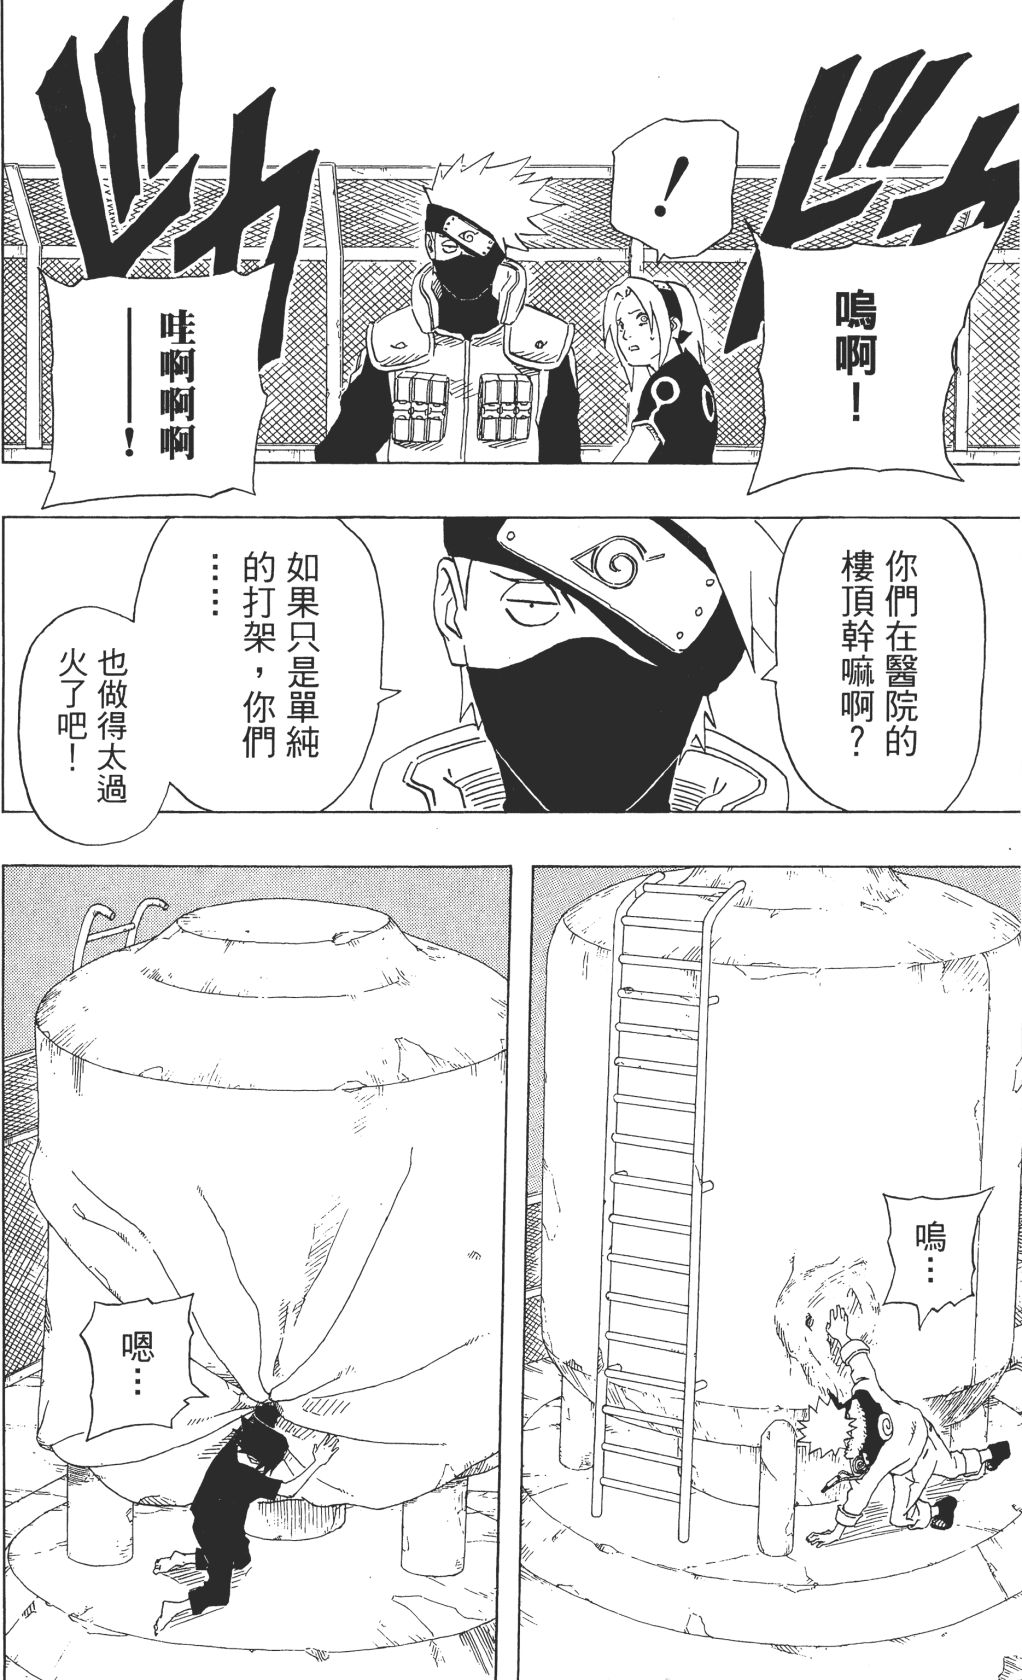 嗚啊!
!
哇啊啊啊
──!
你們在醫院的
樓頂幹嘛啊?
如果只是單純
的打架，你們
……
也做得太過
火了吧!
嗚…
嗯…